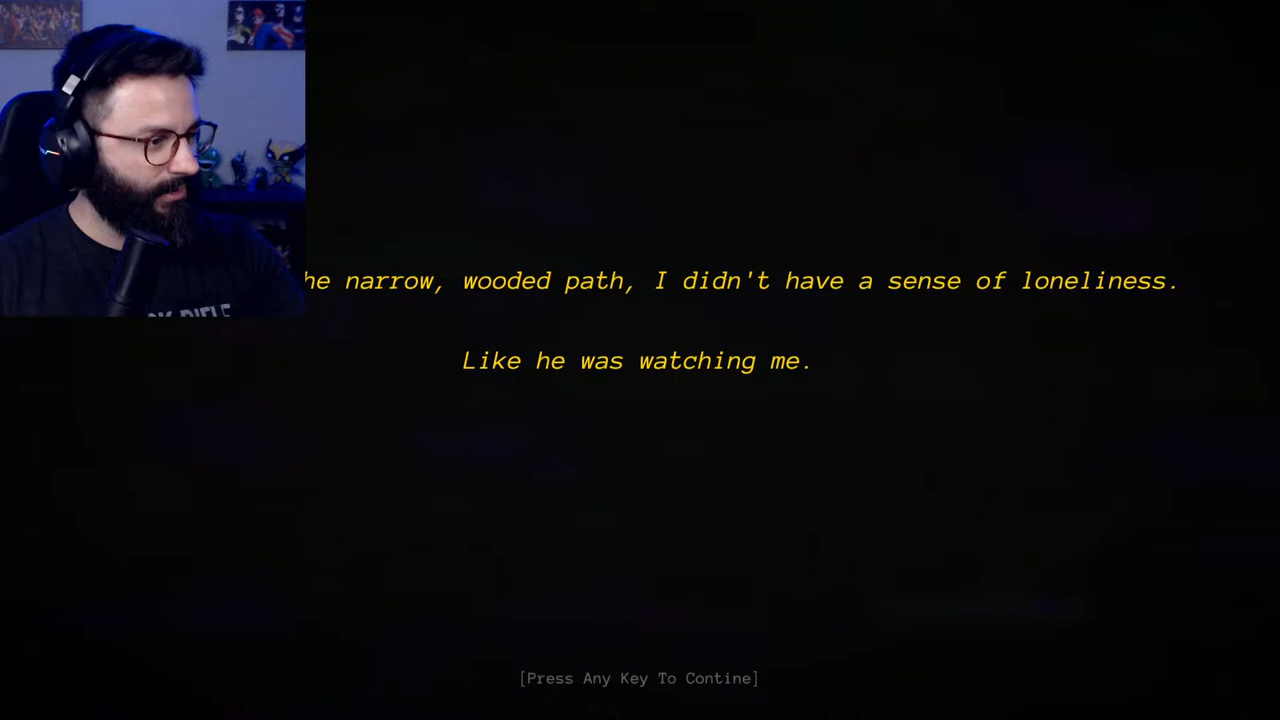 he narrow, wooded path, I didn't have a sense of loneliness.
Like he was watching me.
[Press Any Key To Contine]